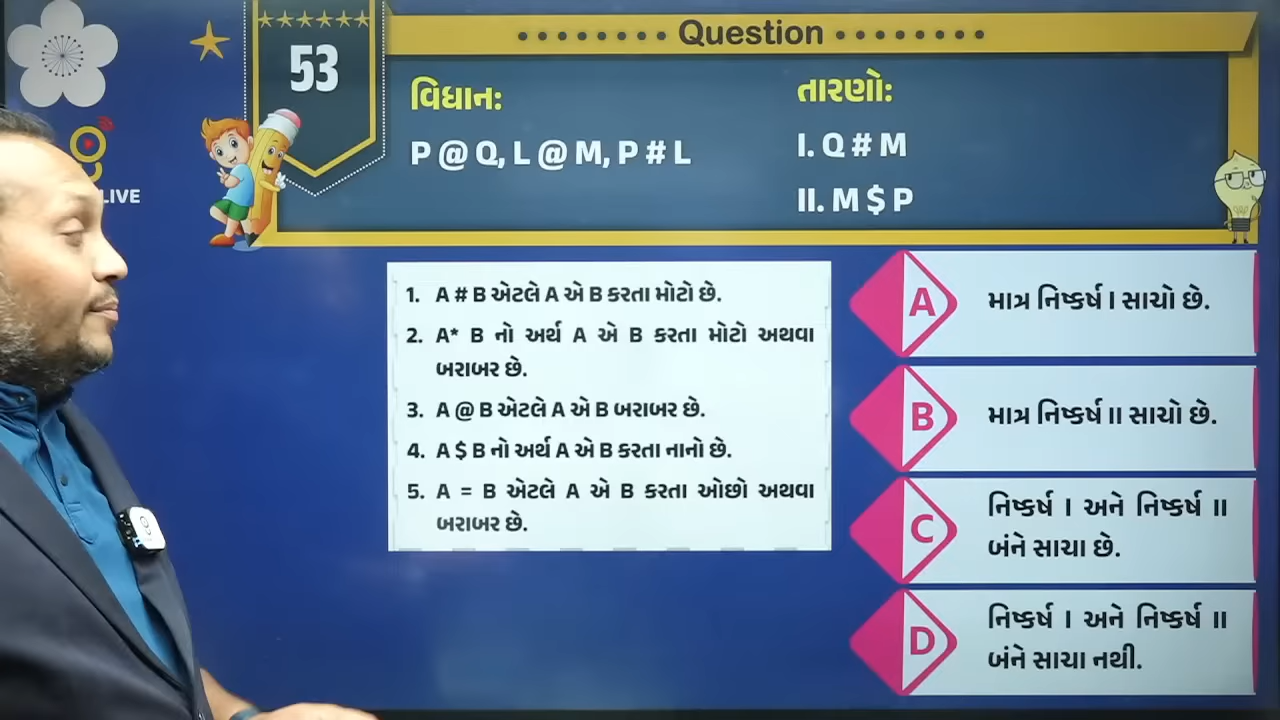 Question
53
વિધાન:
P @ Q, L @ M, P # L
તારણો:
I. Q # M
II. M $ P
LIVE
1. A # B એટલે A એ B કરતા મોટો છે.
2. A* B નો અર્થ A એ B કરતા મોટો અથવા
બરાબર છે.
3. A @ B એટલે A એ B બરાબર છે.
4. A $ B નો અર્થ A એ B કરતા નાનો છે.
5. A = B એટલે A એ B કરતા ઓછો અથવા
બરાબર છે.
A માત્ર નિષ્કર્ષ I સાચો છે.
B માત્ર નિષ્કર્ષ II સાચો છે.
C નિષ્કર્ષ I અને નિષ્કર્ષ II
બંને સાચા છે.
D નિષ્કર્ષ I અને નિષ્કર્ષ II
બંને સાચા નથી.